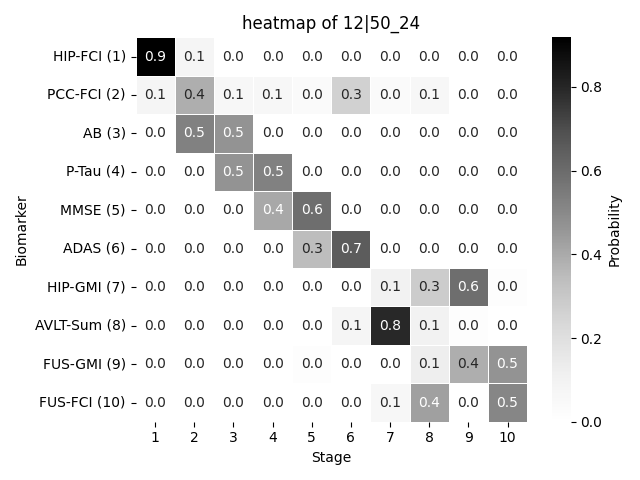 heatmap of 12|50_24
HIP-FCI (1) 0.9 0.1 0.0 0.0 0.0 0.0 0.0 0.0 0.0 0.0
PCC-FCI (2) 0.1 0.4 0.1 0.1 0.0 0.3 0.0 0.1 0.0 0.0
AB (3) 0.0 0.5 0.5 0.0 0.0 0.0 0.0 0.0 0.0 0.0
P-Tau (4) 0.0 0.0 0.5 0.5 0.0 0.0 0.0 0.0 0.0 0.0
MMSE (5) 0.0 0.0 0.0 0.4 0.6 0.0 0.0 0.0 0.0 0.0
ADAS (6) 0.0 0.0 0.0 0.0 0.3 0.7 0.0 0.0 0.0 0.0
HIP-GMI (7) 0.0 0.0 0.0 0.0 0.0 0.0 0.1 0.3 0.6 0.0
AVLT-Sum (8) 0.0 0.0 0.0 0.0 0.0 0.1 0.8 0.1 0.0 0.0
FUS-GMI (9) 0.0 0.0 0.0 0.0 0.0 0.0 0.0 0.1 0.4 0.5
FUS-FCI (10) 0.0 0.0 0.0 0.0 0.0 0.0 0.1 0.4 0.0 0.5
1 2 3 4 5 6 7 8 9 10
Stage
Biomarker
0.8
0.6
0.4
0.2
0.0
Probability